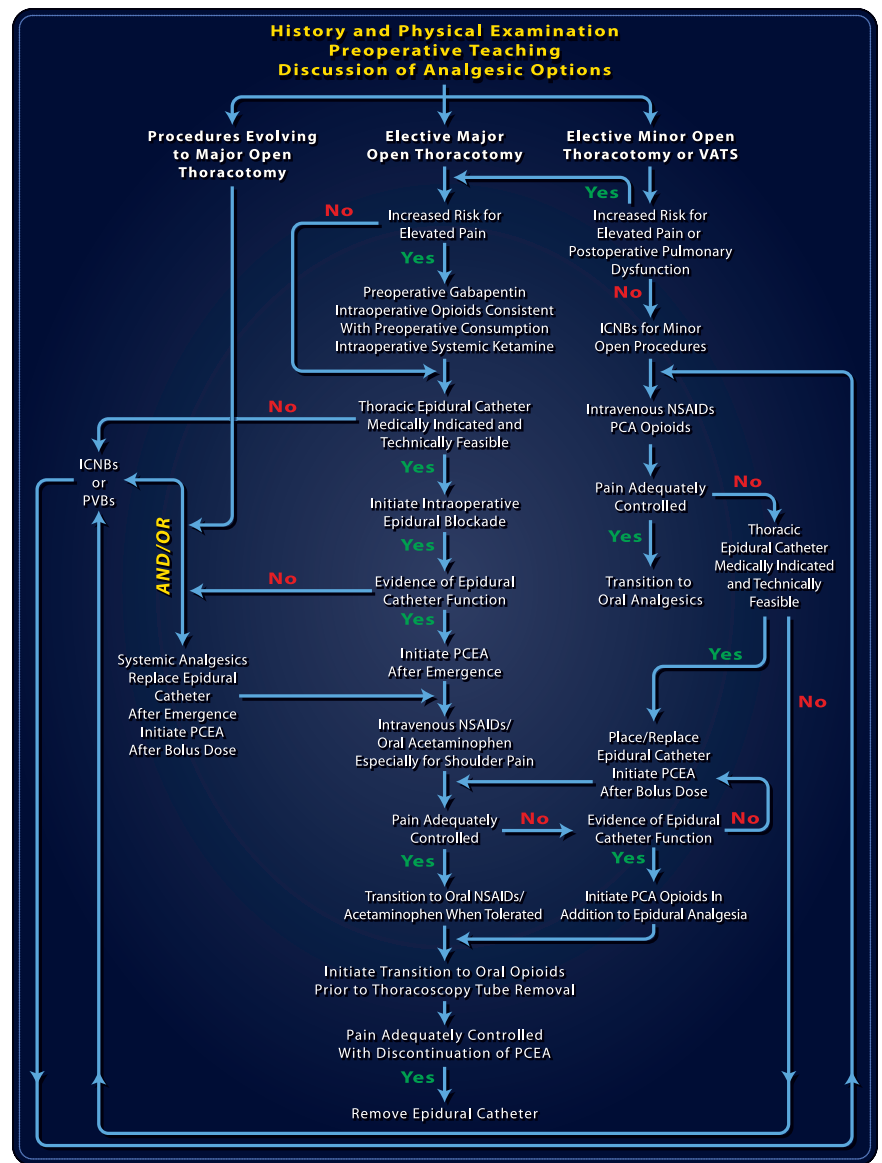 History and Physical Examination
Preoperative Teaching
Discussion of Analgesic Options
Procedures Evolving
to Major Open
Thoracotomy
Elective Major
Open Thoracotomy
Elective Minor Open
Thoracotomy or VATS
Yes
No
Increased Risk for
Elevated Pain
Increased Risk for
Elevated Pain or
Postoperative Pulmonary
Dysfunction
Yes
No
Preoperative Gabapentin
Intraoperative Opioids Consistent
With Preoperative Consumption
Intraoperative Systemic Ketamine
ICNBs for Minor
Open Procedures
No
Thoracic Epidural Catheter
Medically Indicated and
Technically Feasible
Intravenous NSAIDs
PCA Opioids
ICNBs
or
PVBs
Yes
Pain Adequately
Controlled
No
Initiate Intraoperative
Epidural Blockade
Yes
Yes
Thoracic
Epidural Catheter
Medically Indicated
and Technically
Feasible
AND/OR
No
Evidence of Epidural
Catheter Function
Transition to
Oral Analgesics
Yes
Initiate PCEA
After Emergence
Yes
No
Systemic Analgesics
Replace Epidural
Catheter
After Emergence
Initiate PCEA
After Bolus Dose
Intravenous NSAIDs/
Oral Acetaminophen
Especially for Shoulder Pain
Place/Replace
Epidural Catheter
Initiate PCEA
After Bolus Dose
Pain Adequately
Controlled
No
Evidence of Epidural
Catheter Function
No
Yes
Yes
Transition to Oral NSAIDs/
Acetaminophen When Tolerated
Initiate PCA Opioids In
Addition to Epidural Analgesia
Initiate Transition to Oral Opioids
Prior to Thoracoscopy Tube Removal
Pain Adequately Controlled
With Discontinuation of PCEA
Yes
Remove Epidural Catheter